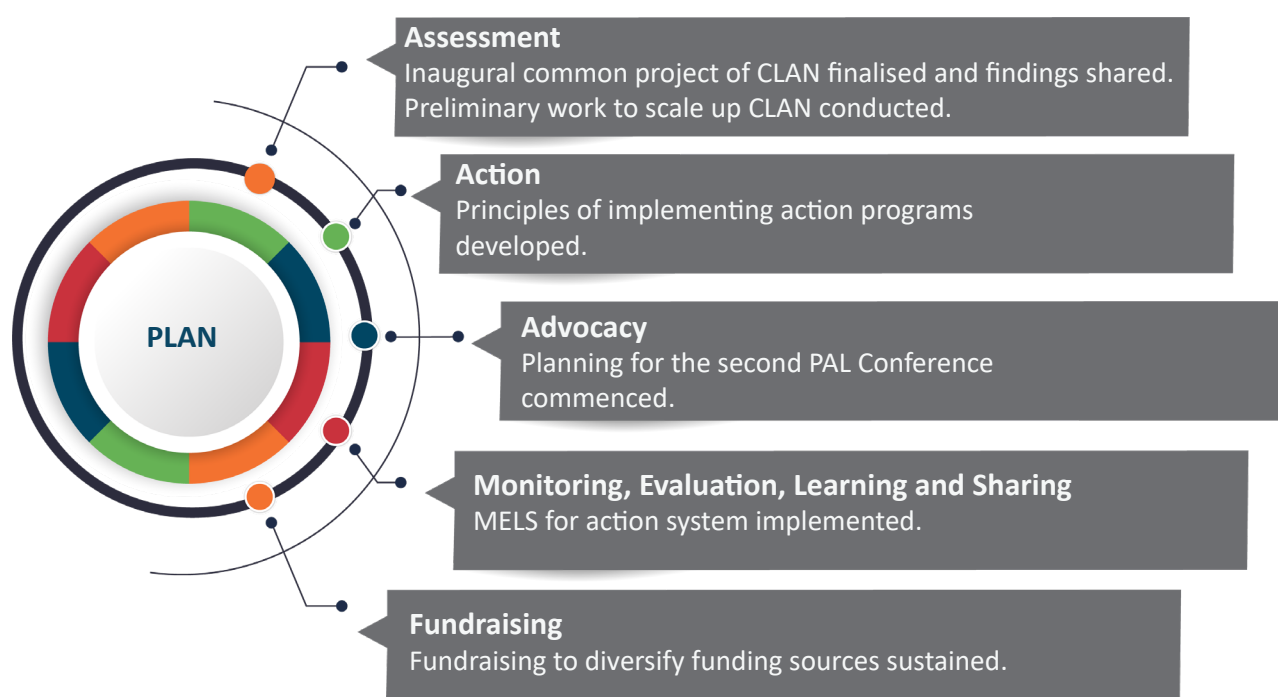 Assessment
Inaugural common project of CLAN finalised and findings shared.
Preliminary work to scale up CLAN conducted.
Action
Principles of implementing action programs
developed.
PLAN
Advocacy
Planning for the second PAL Conference
commenced.
Monitoring, Evaluation, Learning and Sharing
MELS for action system implemented.
Fundraising
Fundraising to diversify funding sources sustained.